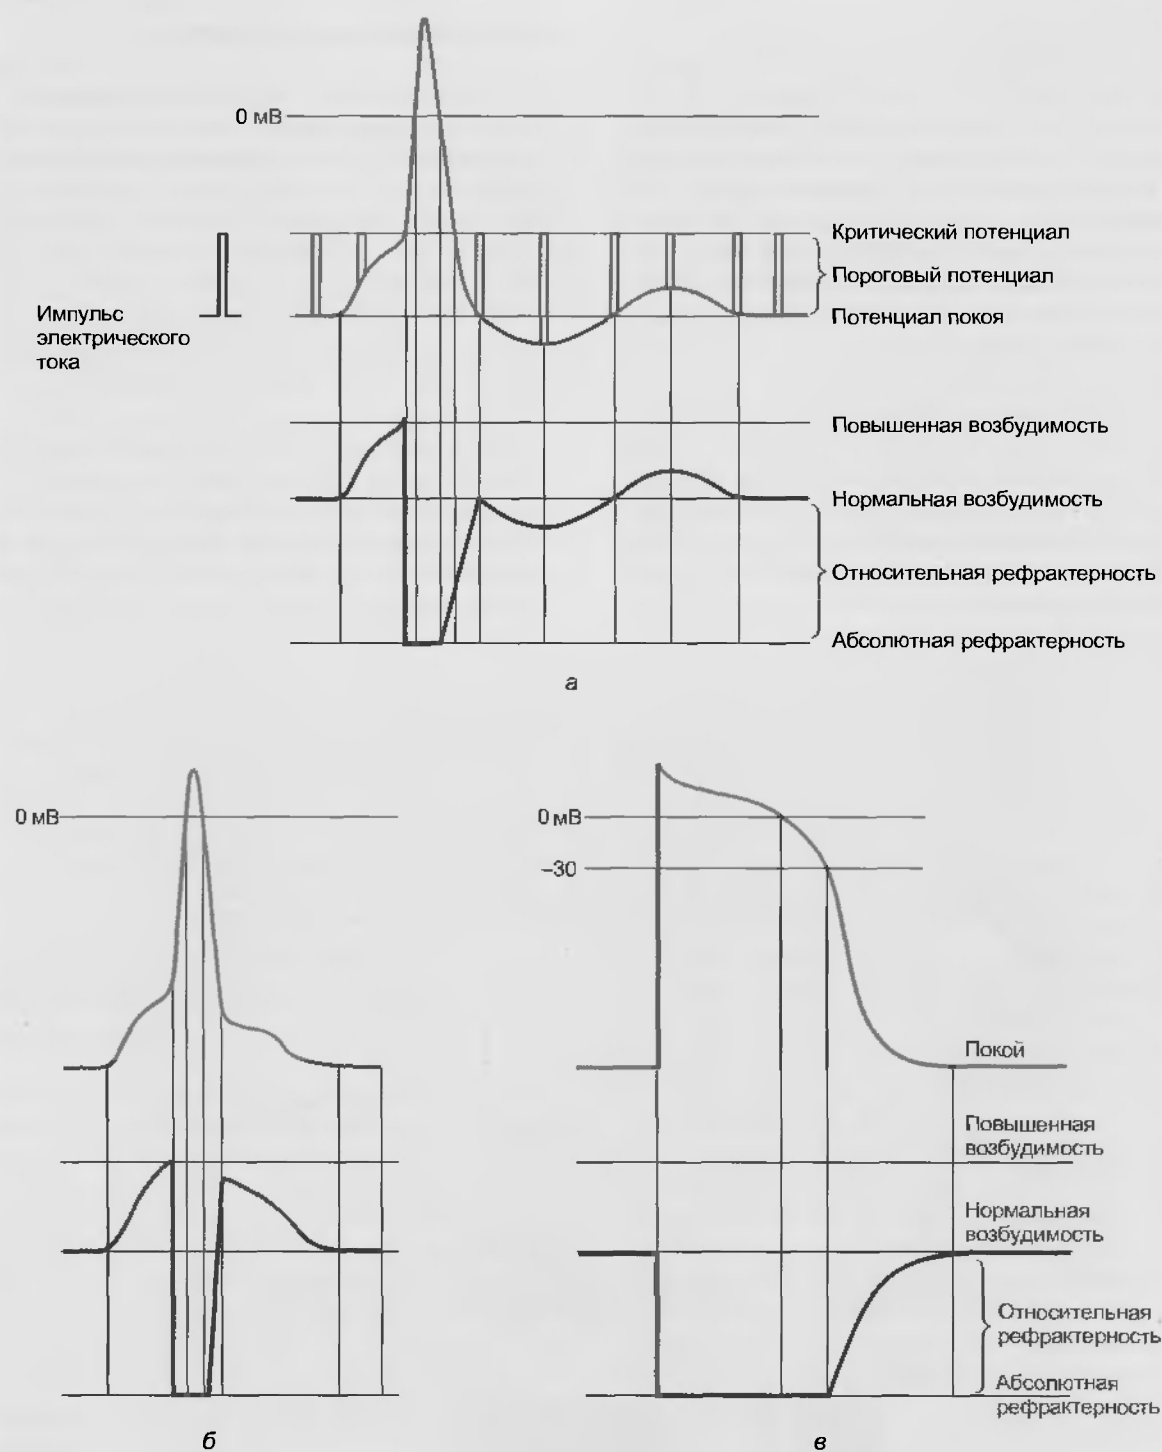 0 мВ
Критический потенциал
Пороговый потенциал
Импульс
электрического
тока
Потенциал покоя
Повышенная возбудимость
Нормальная возбудимость
Относительная рефрактерность
Абсолютная рефрактерность
а
0 мВ
0 мВ
–30
Покой
Повышенная
возбудимость
Нормальная
возбудимость
Относительная
рефрактерность
Абсолютная
рефрактерность
б
в